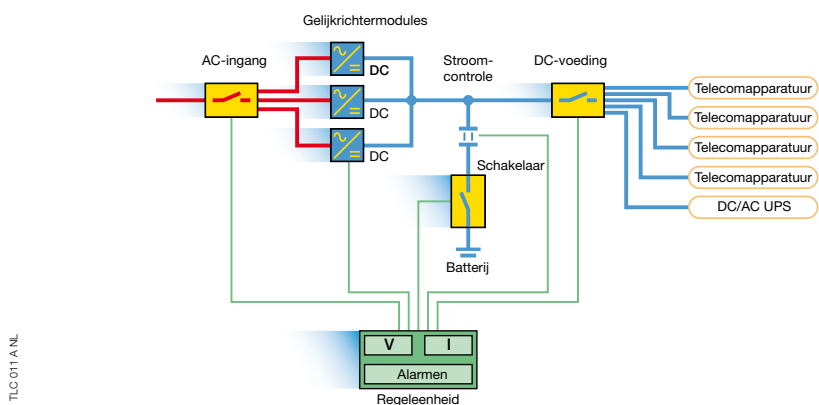 Gelijkrichtermodules
AC-ingang
Stroom-
controle
DC-voeding
DC
DC
DC
Telecomapparatuur
Telecomapparatuur
Telecomapparatuur
Telecomapparatuur
DC/AC UPS
Schakelaar
Batterij
V
I
Alarmen
Regeleenheid
TLC 011 A NL